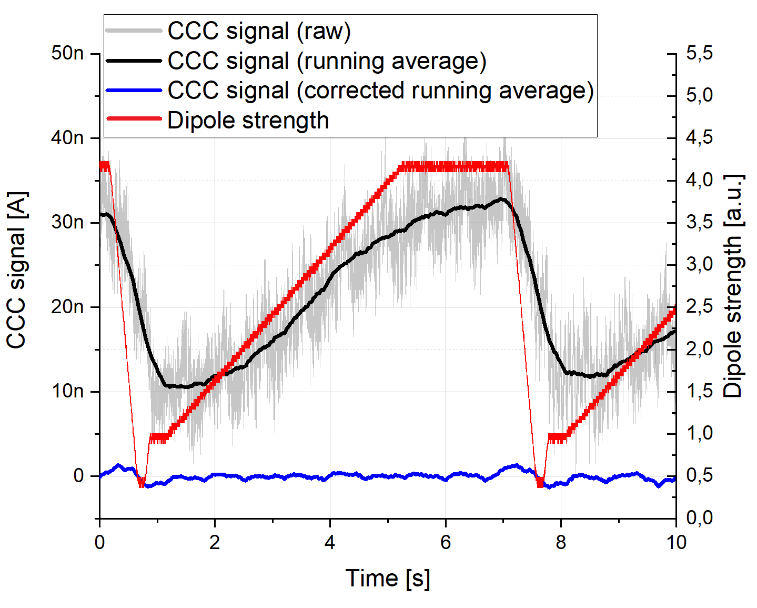 CCC signal (raw)
CCC signal (running average)
CCC signal (corrected running average)
Dipole strength
50n
40n
30n
20n
10n
0
CCC signal [A]
5,5
5,0
4,5
4,0
3,5
3,0
2,5
2,0
1,5
1,0
0,5
0,0
Dipole strength [a.u.]
0 2 4 6 8 10
Time [s]